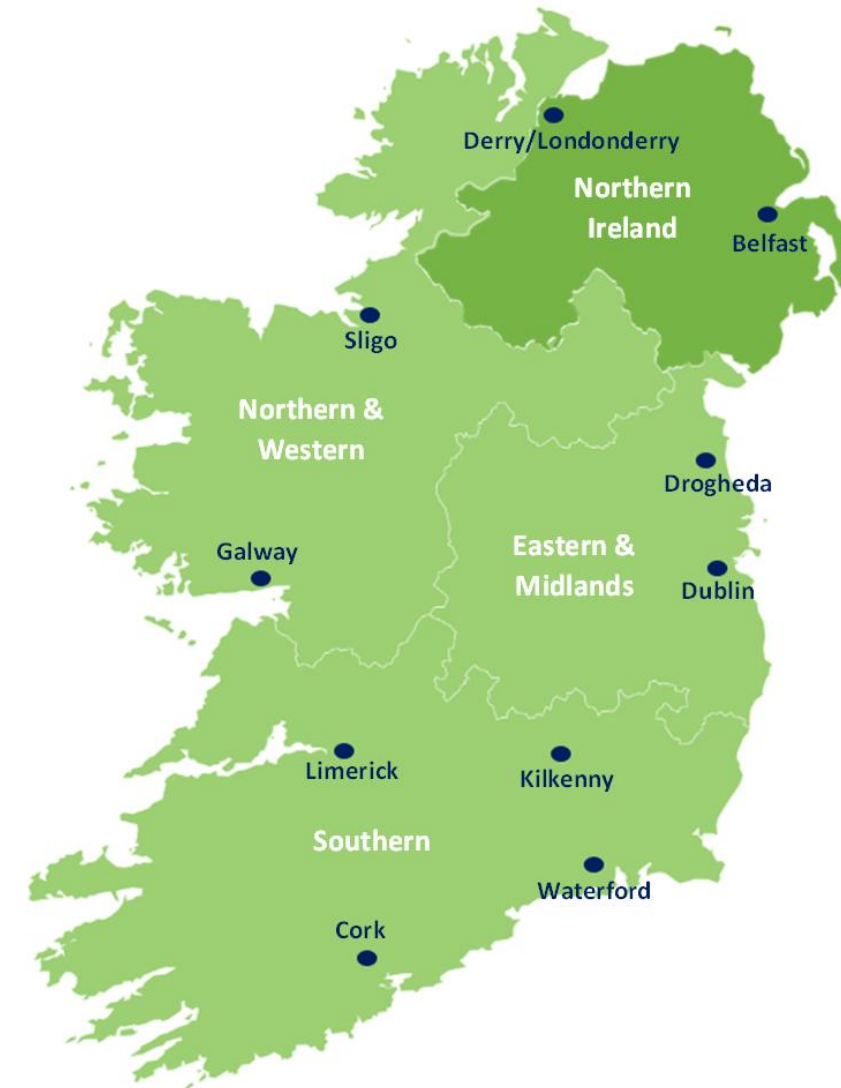 Derry/Londonderry
Northern
Ireland
Belfast
Sligo
Northern &
Western
Drogheda
Galway
Eastern &
Midlands
Dublin
Limerick
Kilkenny
Southern
Waterford
Cork